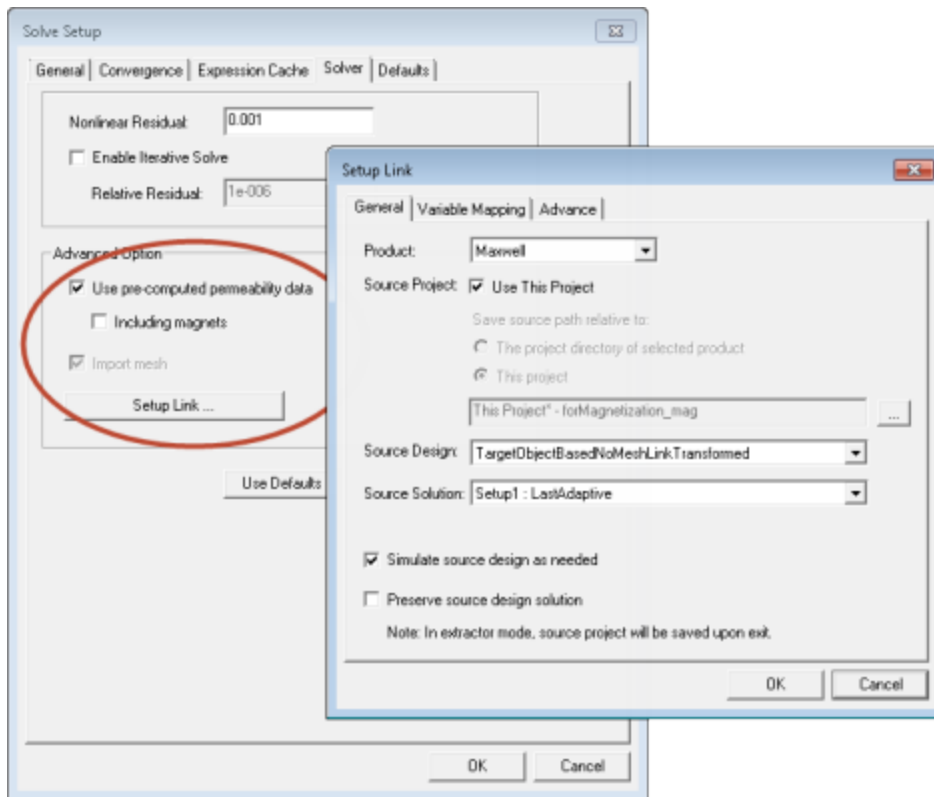 Solve Setup
General Convergence Expression Cache Solver Defaults
Nonlinear Residual: 0.001
Enable Iterative Solve
Relative Residual: 1e-006
Advanced Option
Use pre-computed permeability data
Including magnets
Import mesh
Setup Link ...
Use Defaults
OK Cancel
Setup Link
General Variable Mapping Advance
Product: Maxwell
Source Project: Use This Project
Save source path relative to:
The project directory of selected product
This project
This Project* - forMagnetization_mag ...
Source Design: TargetObjectBasedNoMeshLinkTransformed
Source Solution: Setup1 : LastAdaptive
Simulate source design as needed
Preserve source design solution
Note: In extractor mode, source project will be saved upon exit.
OK Cancel